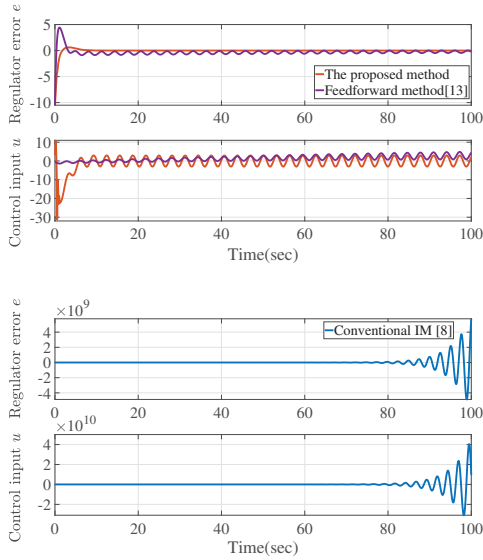 Regulator error e
5
0
-5
-10
The proposed method
Feedforward method[13]
0 20 40 60 80 100
Control input u
10
0
-10
-20
-30
0 20 40 60 80 100
Time(sec)
×10^9
Regulator error e
4
2
0
-2
-4
Conventional IM [8]
0 20 40 60 80 100
×10^10
Control input u
4
2
0
-2
0 20 40 60 80 100
Time(sec)